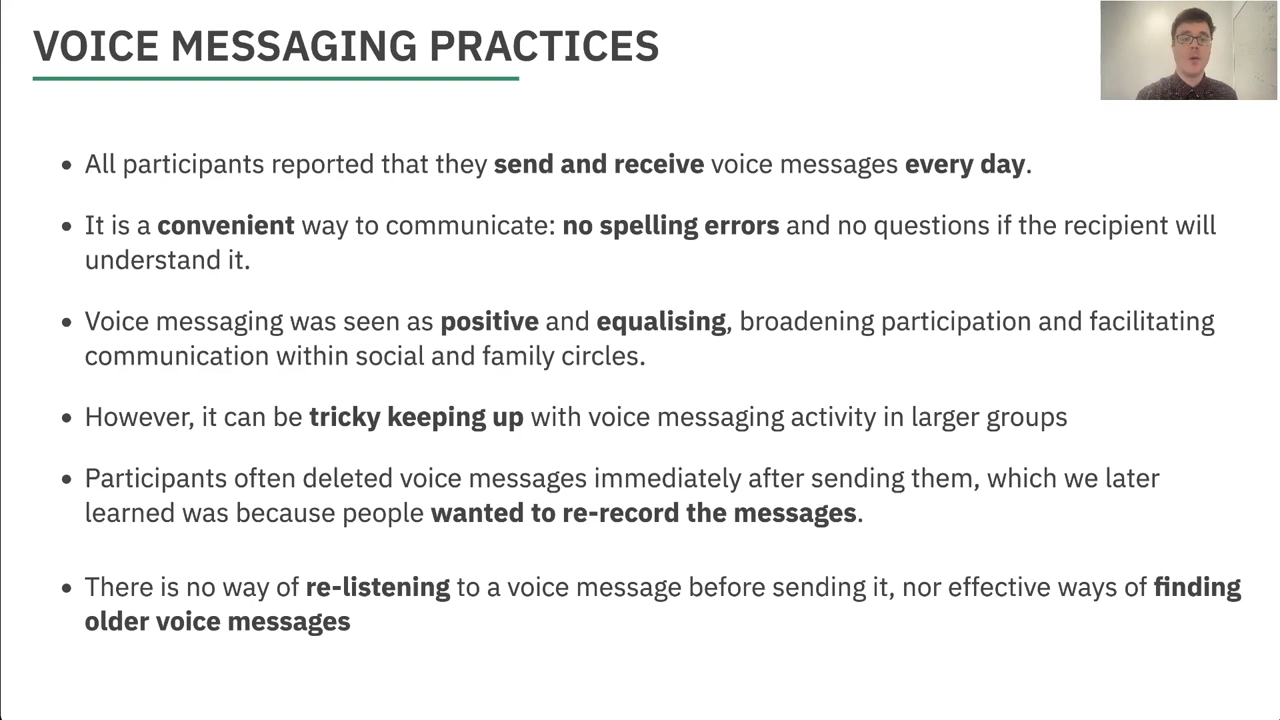 VOICE MESSAGING PRACTICES
• All participants reported that they send and receive voice messages every day.
• It is a convenient way to communicate: no spelling errors and no questions if the recipient will
understand it.
• Voice messaging was seen as positive and equalising, broadening participation and facilitating
communication within social and family circles.
• However, it can be tricky keeping up with voice messaging activity in larger groups
• Participants often deleted voice messages immediately after sending them, which we later
learned was because people wanted to re-record the messages.
• There is no way of re-listening to a voice message before sending it, nor effective ways of finding
older voice messages